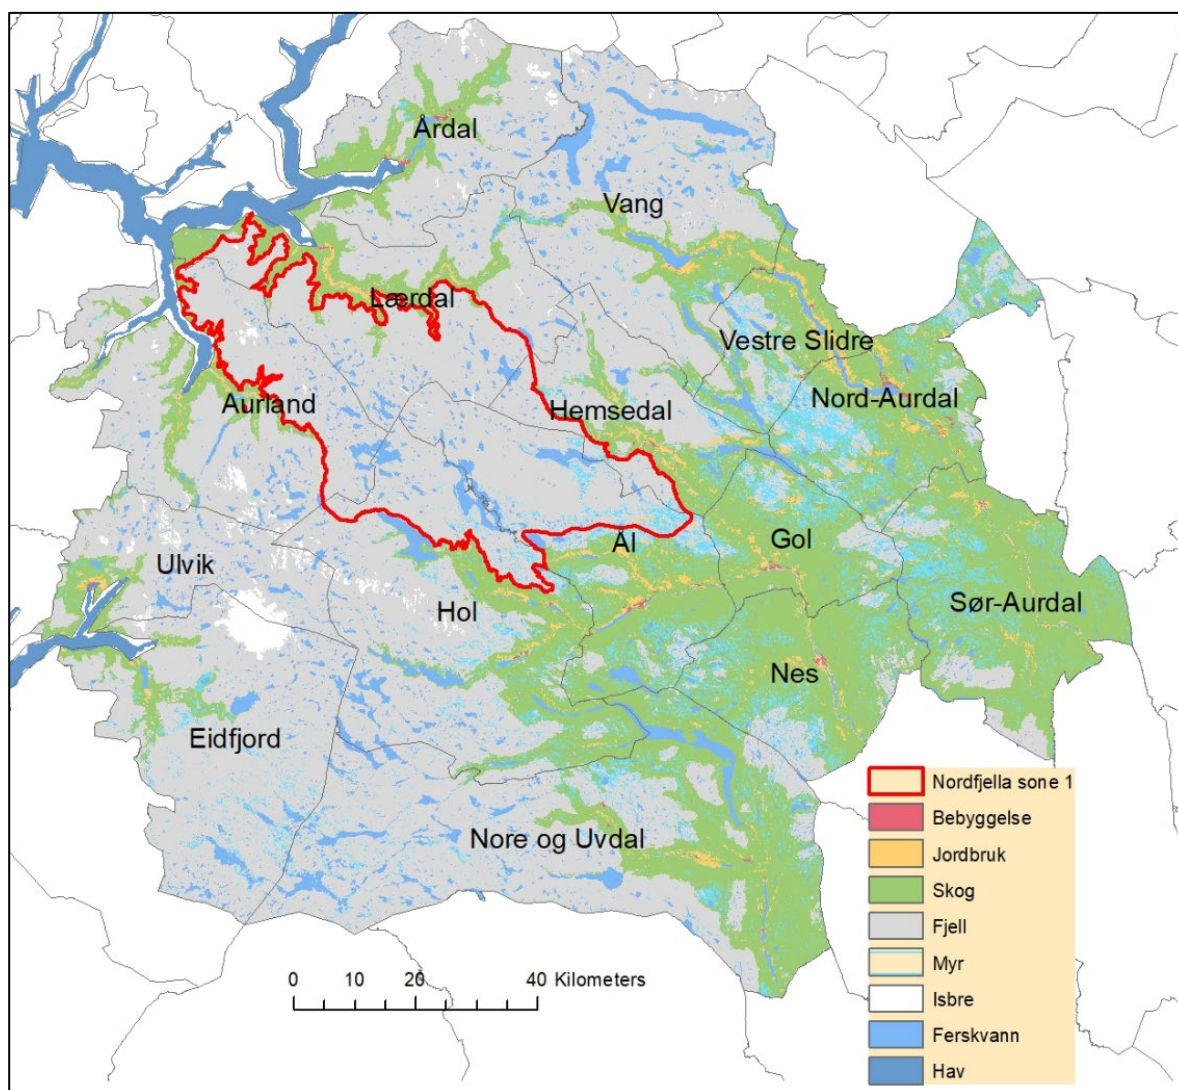 Årdal
Vang
Lærdal
Vestre Slidre
Nord-Aurdal
Aurland
Hemsedal
Ål
Gol
Ulvik
Hol
Sør-Aurdal
Nes
Eidfjord
Nore og Uvdal
0 10 20 40 Kilometers
Nordfjella sone 1
Bebyggelse
Jordbruk
Skog
Fjell
Myr
Isbre
Ferskvann
Hav